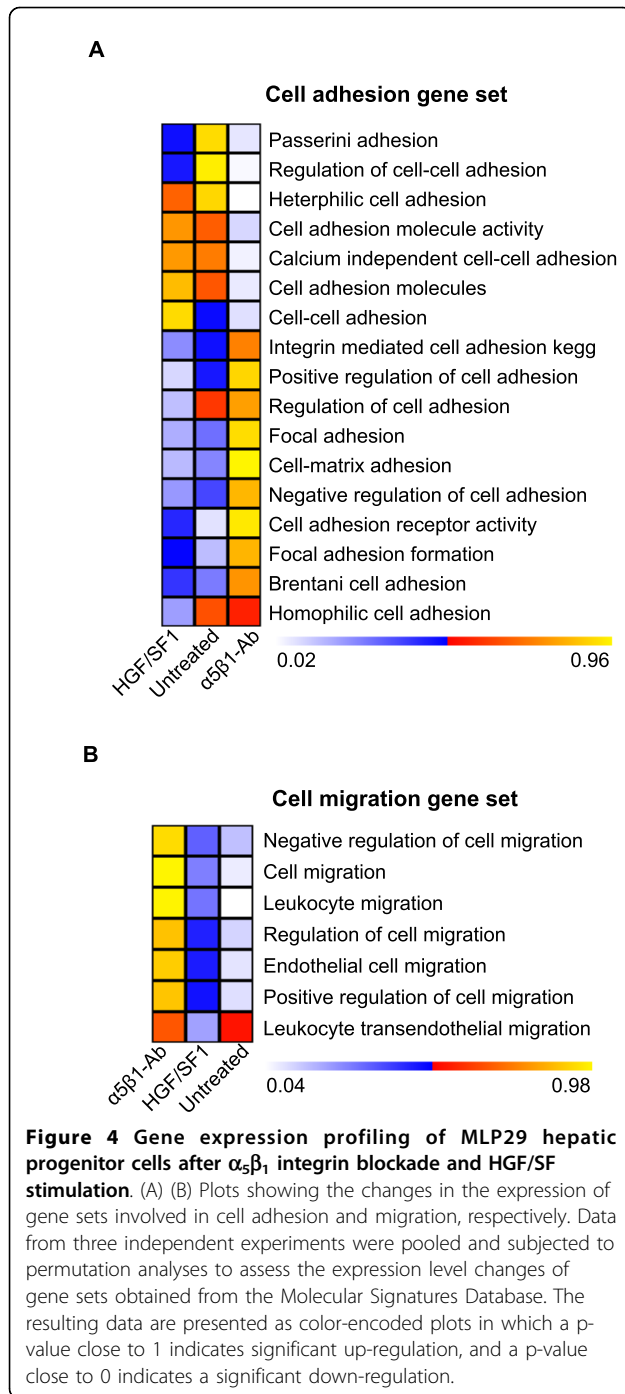 A
Cell adhesion gene set
Passerini adhesion
Regulation of cell-cell adhesion
Heterphilic cell adhesion
Cell adhesion molecule activity
Calcium independent cell-cell adhesion
Cell adhesion molecules
Cell-cell adhesion
Integrin mediated cell adhesion kegg
Positive regulation of cell adhesion
Regulation of cell adhesion
Focal adhesion
Cell-matrix adhesion
Negative regulation of cell adhesion
Cell adhesion receptor activity
Focal adhesion formation
Brentani cell adhesion
Homophilic cell adhesion
HGF/SF1
Untreated
α5β1-Ab
0.02
0.96
B
Cell migration gene set
Negative regulation of cell migration
Cell migration
Leukocyte migration
Regulation of cell migration
Endothelial cell migration
Positive regulation of cell migration
Leukocyte transendothelial migration
α5β1-Ab
HGF/SF1
Untreated
0.04
0.98
Figure 4 Gene expression profiling of MLP29 hepatic
progenitor cells after α5β1 integrin blockade and HGF/SF
stimulation. (A) (B) Plots showing the changes in the expression of
gene sets involved in cell adhesion and migration, respectively. Data
from three independent experiments were pooled and subjected to
permutation analyses to assess the expression level changes of
gene sets obtained from the Molecular Signatures Database. The
resulting data are presented as color-encoded plots in which a p-
value close to 1 indicates significant up-regulation, and a p-value
close to 0 indicates a significant down-regulation.